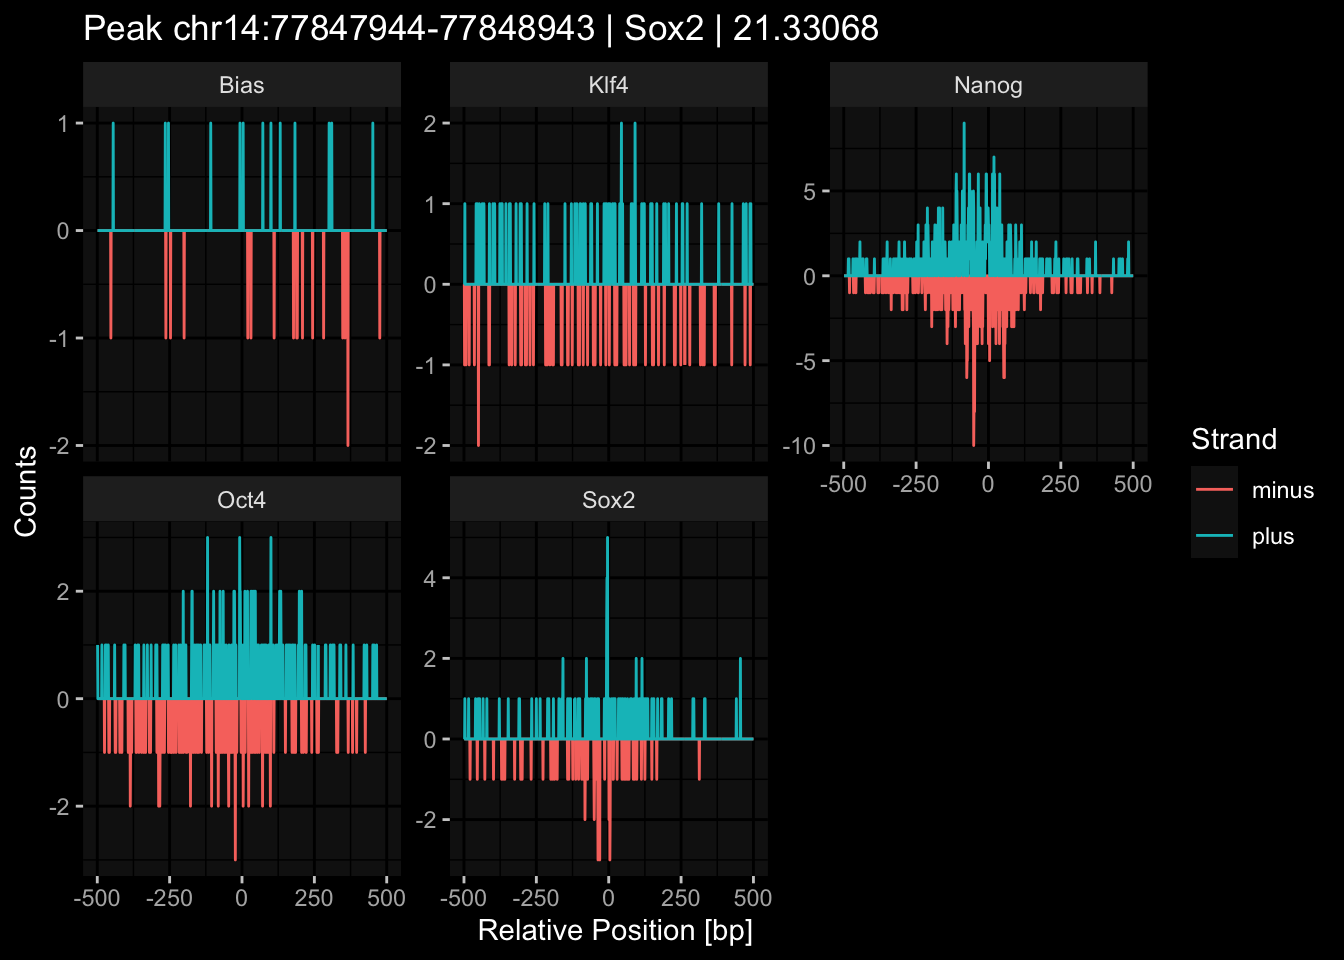 Peak chr14:77847944-77848943 | Sox2 | 21.33068
Bias
Klf4
Nanog
1
0
-1
-2
2
1
0
-1
-2
5
0
-5
-10
-500 -250 0 250 500
Counts
Strand
minus
plus
Oct4
Sox2
2
0
-2
4
2
0
-2
-500 -250 0 250 500
-500 -250 0 250 500
Relative Position [bp]